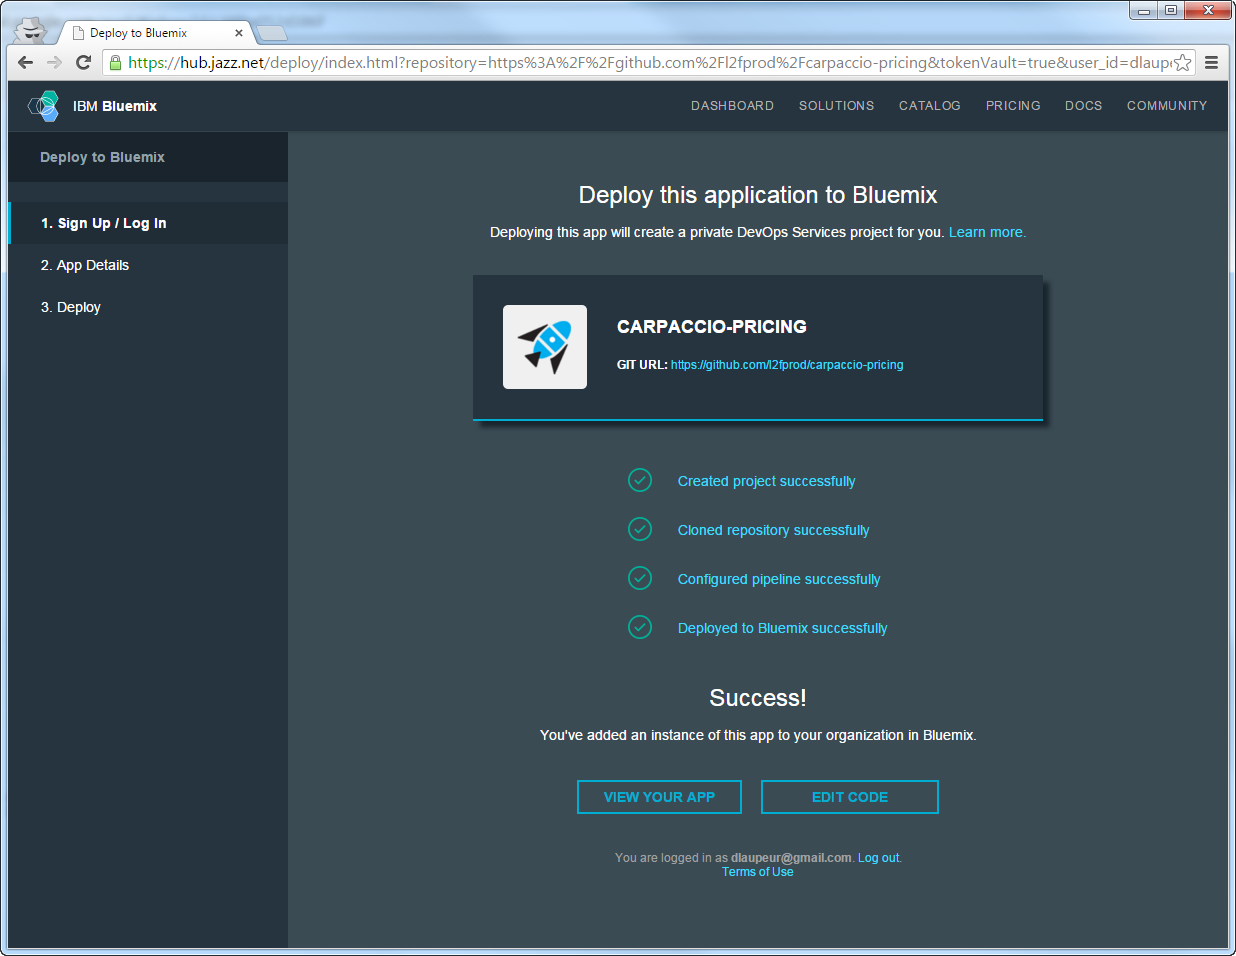 Deploy to Bluemix
https://hub.jazz.net/deploy/index.html?repository=https%3A%2F%2Fgithub.com%2Fl2fprod%2Fcarpaccio-pricing&tokenVault=true&user_id=dlaupe
IBM Bluemix
DASHBOARD SOLUTIONS CATALOG PRICING DOCS COMMUNITY
Deploy to Bluemix
1. Sign Up / Log In
2. App Details
3. Deploy
Deploy this application to Bluemix
Deploying this app will create a private DevOps Services project for you. Learn more.
CARPACCIO-PRICING
GIT URL: https://github.com/l2fprod/carpaccio-pricing
Created project successfully
Cloned repository successfully
Configured pipeline successfully
Deployed to Bluemix successfully
Success!
You've added an instance of this app to your organization in Bluemix.
VIEW YOUR APP EDIT CODE
You are logged in as dlaupeur@gmail.com. Log out.
Terms of Use